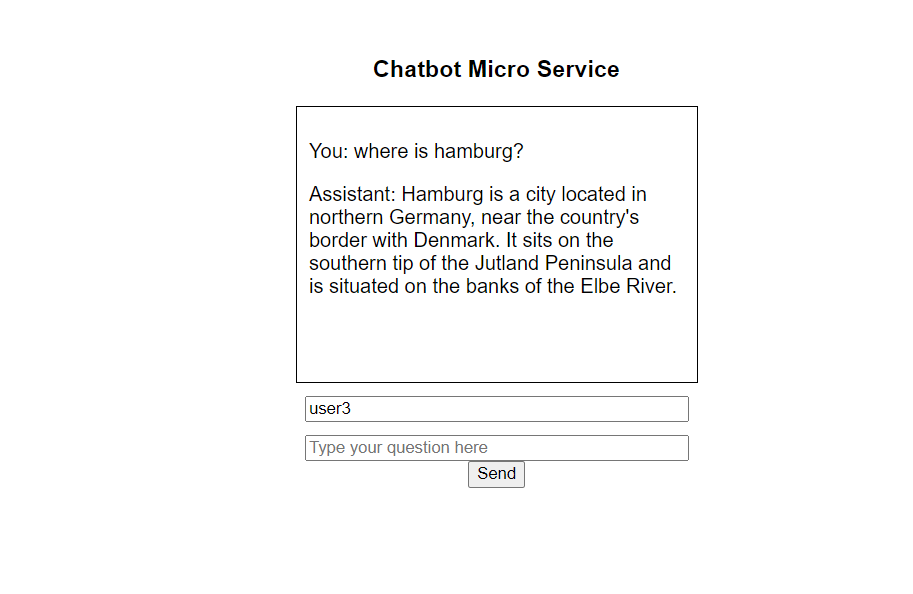 Chatbot Micro Service
You: where is hamburg?
Assistant: Hamburg is a city located in
northern Germany, near the country's
border with Denmark. It sits on the
southern tip of the Jutland Peninsula and
is situated on the banks of the Elbe River.
user3
Type your question here
Send